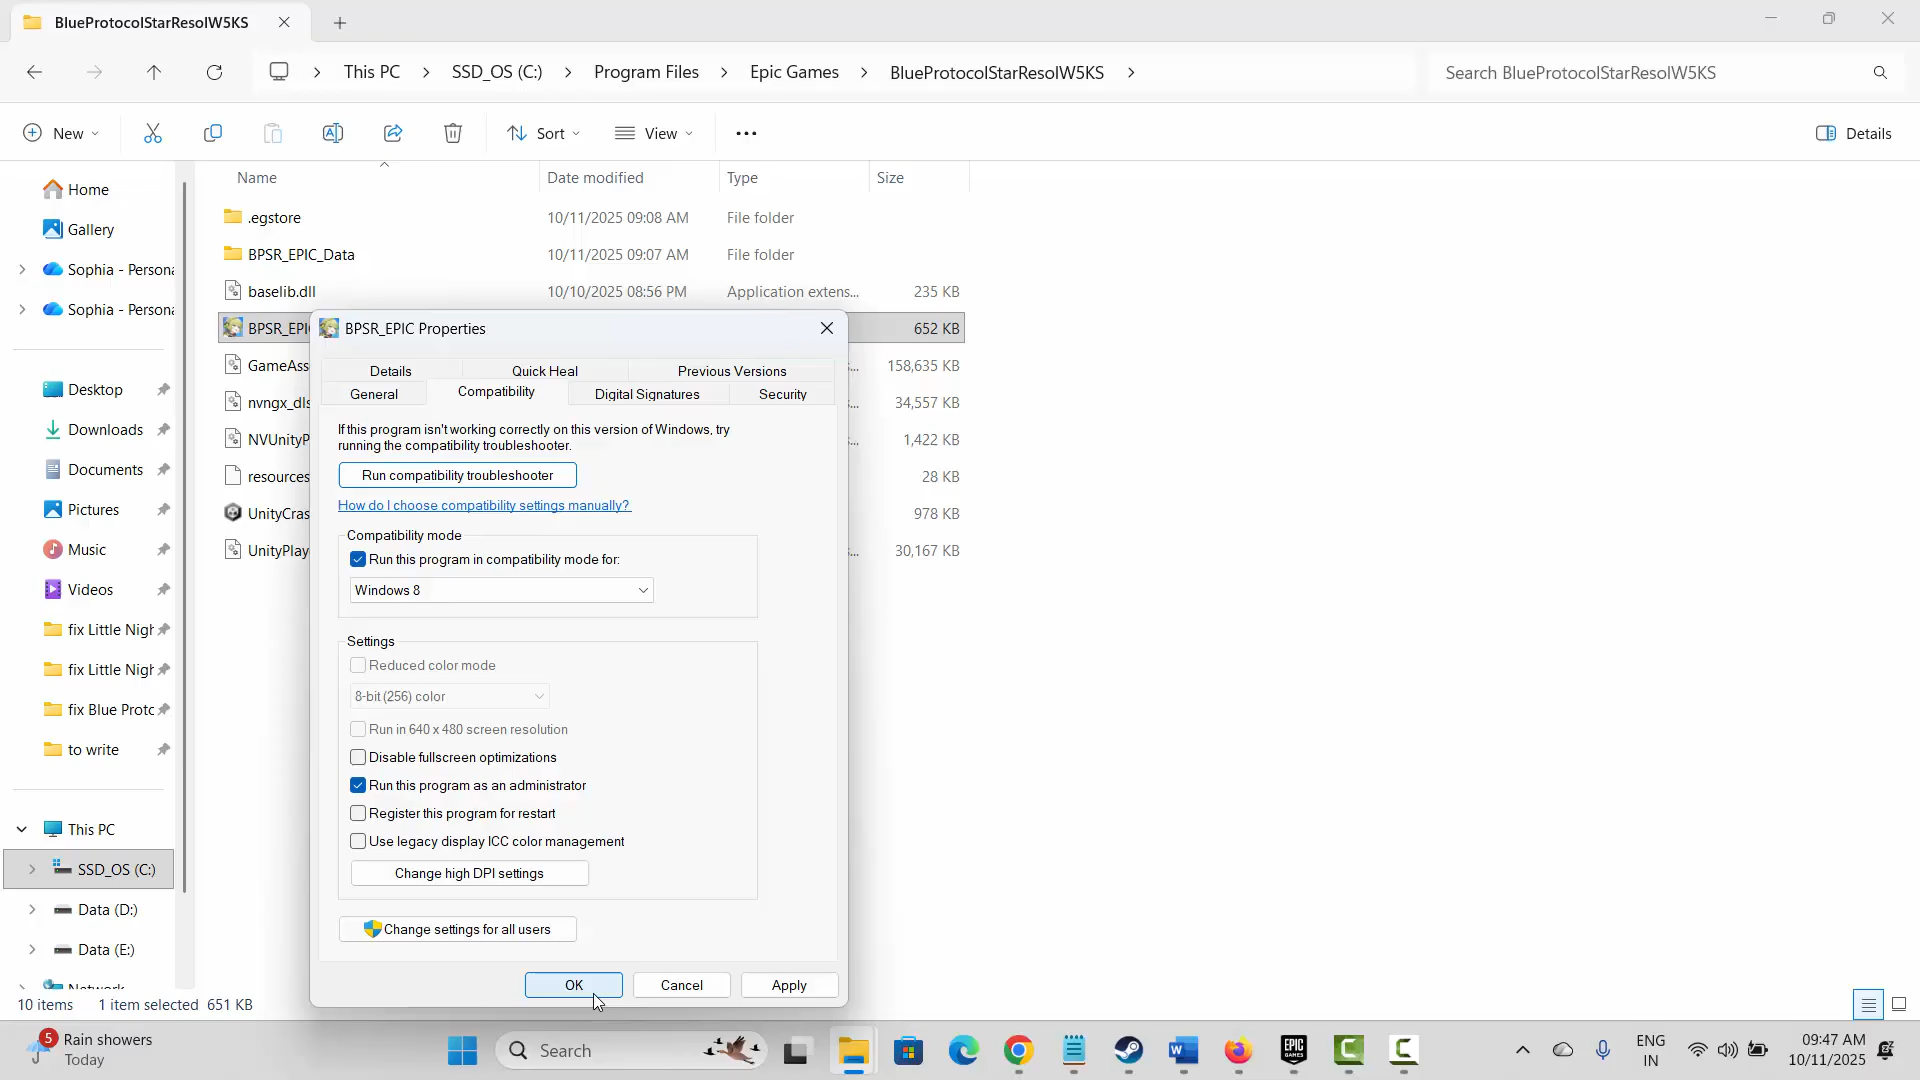 BlueProtocolStarResolW5KS
This PC
SSD_OS (C:)
Program Files
Epic Games
BlueProtocolStarResolW5KS
Search BlueProtocolStarResolW5KS
New
Sort
View
Details
Name
Date modified
Type
Size
Home
Gallery
Sophia - Persona
Sophia - Persona
Desktop
Downloads
Documents
Pictures
Music
Videos
fix Little Nigh
fix Little Nigh
fix Blue Protc
to write
This PC
SSD_OS (C:)
Data (D:)
Data (E:)
Network
.egstore 10/11/2025 09:08 AM File folder
BPSR_EPIC_Data 10/11/2025 09:07 AM File folder
baselib.dll 10/10/2025 08:56 PM Application extens... 235 KB
BPSR_EPI 652 KB
GameAss 158,635 KB
nvngx_dls 34,557 KB
NVUnityP 1,422 KB
resources 28 KB
UnityCras 978 KB
UnityPlay 30,167 KB
BPSR_EPIC Properties
Details
Quick Heal
Previous Versions
General
Compatibility
Digital Signatures
Security
If this program isn't working correctly on this version of Windows, try
running the compatibility troubleshooter.
Run compatibility troubleshooter
How do I choose compatibility settings manually?
Compatibility mode
Run this program in compatibility mode for:
Windows 8
Settings
Reduced color mode
8-bit (256) color
Run in 640 x 480 screen resolution
Disable fullscreen optimizations
Run this program as an administrator
Register this program for restart
Use legacy display ICC color management
Change high DPI settings
Change settings for all users
OK
Cancel
Apply
10 items
1 item selected 651 KB
5
Rain showers
Today
Search
EPIC
GAMES
ENG
IN
09:47 AM
10/11/2025